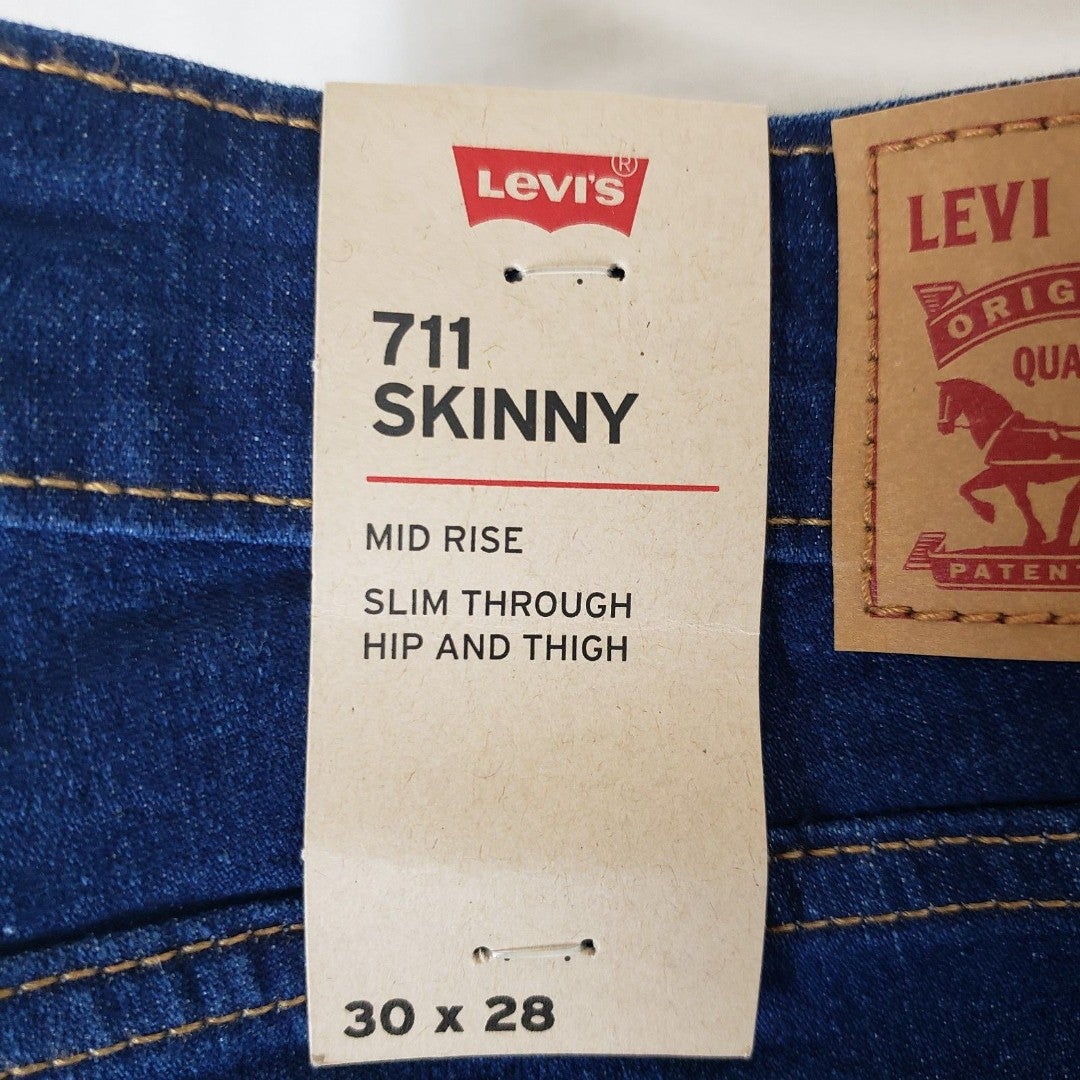 LEVI'S ®
711
SKINNY
MID RISE
SLIM THROUGH
HIP AND THIGH
30 x 28
LEVI
ORIG
QUA
PATENT